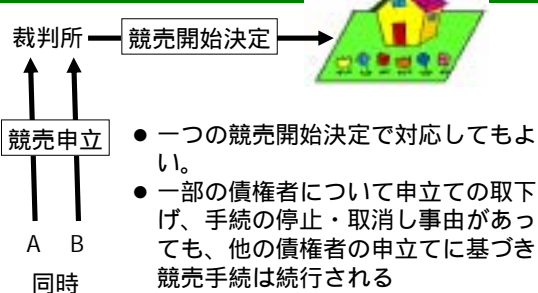 裁判所
競売開始決定
競売申立
● 一つの競売開始決定で対応してもよ
い。
● 一部の債権者について申立ての取下
げ、手続の停止・取消し事由があっ
ても、他の債権者の申立てに基づき
競売手続は続行される
A B
同時